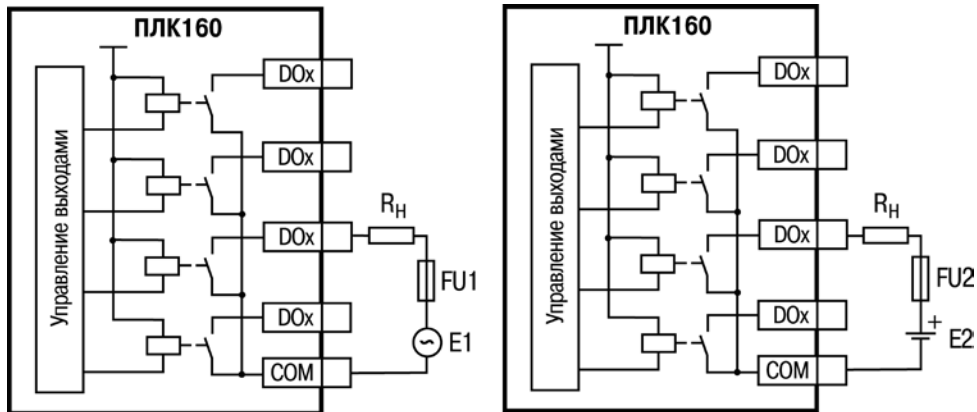 ПЛК160
Управление выходами
DOx
DOx
DOx
DOx
COM
RН
FU1
~
E1
ПЛК160
Управление выходами
DOx
DOx
DOx
DOx
COM
RН
FU2
+
E2